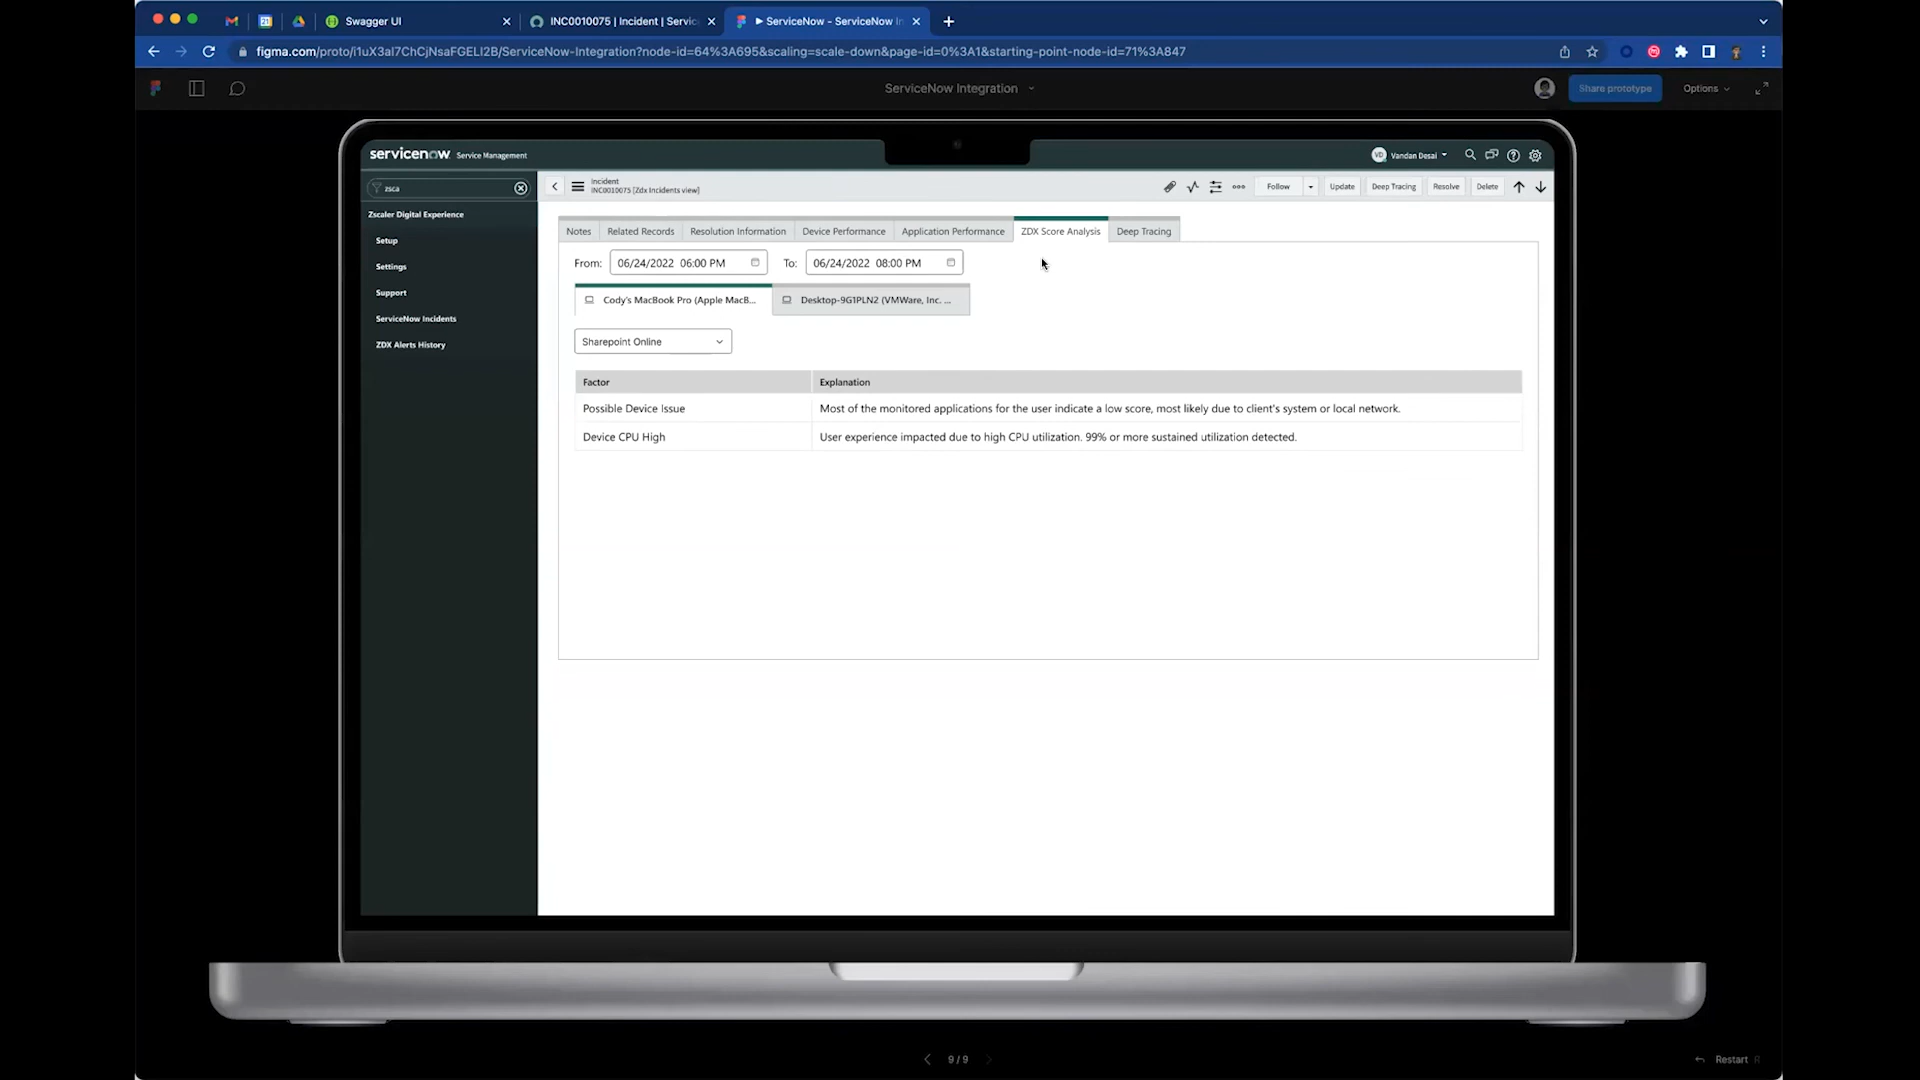 Swagger UI
INC0010075 | Incident | Servic
ServiceNow - ServiceNow In
figma.com/proto/i1uX3aI7ChCjNsaFGELI2B/ServiceNow-Integration?node-id=64%3A695&scaling=scale-down&page-id=0%3A1&starting-point-node-id=71%3A847
ServiceNow Integration
Share prototype
Options
servicenow Service Management
VD Vandan Desai
zsca
Incident
INC0010075 [Zdx Incidents view]
Follow
Update
Deep Tracing
Resolve
Delete
Zscaler Digital Experience
Setup
Settings
Support
ServiceNow Incidents
ZDX Alerts History
Notes
Related Records
Resolution Information
Device Performance
Application Performance
ZDX Score Analysis
Deep Tracing
From: 06/24/2022 06:00 PM To: 06/24/2022 08:00 PM
Cody's MacBook Pro (Apple MacB...
Desktop-9G1PLN2 (VMWare, Inc. ...
Sharepoint Online
Factor Explanation
Possible Device Issue Most of the monitored applications for the user indicate a low score, most likely due to client's system or local network.
Device CPU High User experience impacted due to high CPU utilization. 99% or more sustained utilization detected.
9 / 9
Restart R